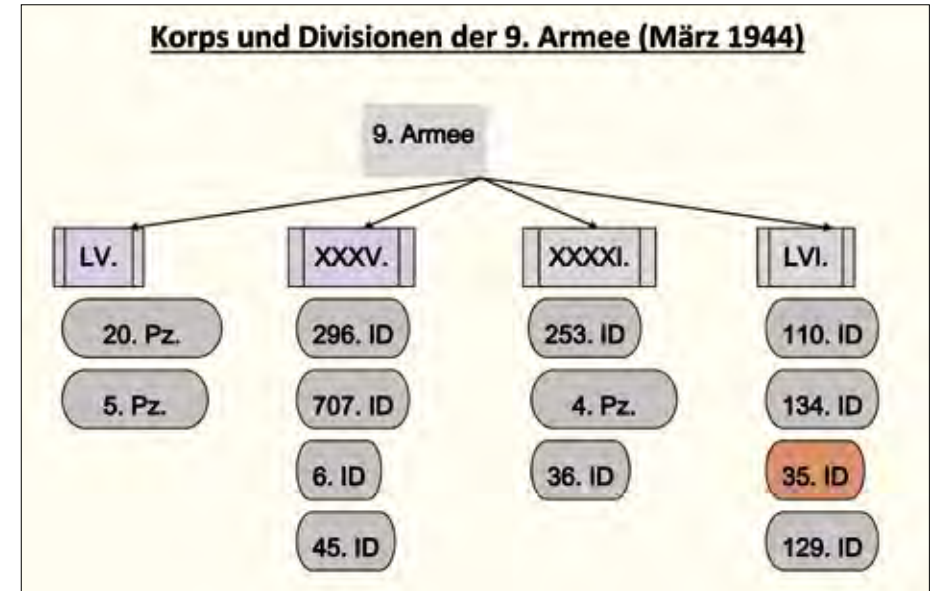 Korps und Divisionen der 9. Armee (März 1944)
9. Armee
LV.
XXXV.
XXXXI.
LVI.
20. Pz.
296. ID
253. ID
110. ID
5. Pz.
707. ID
4. Pz.
134. ID
6. ID
36. ID
35. ID
45. ID
129. ID